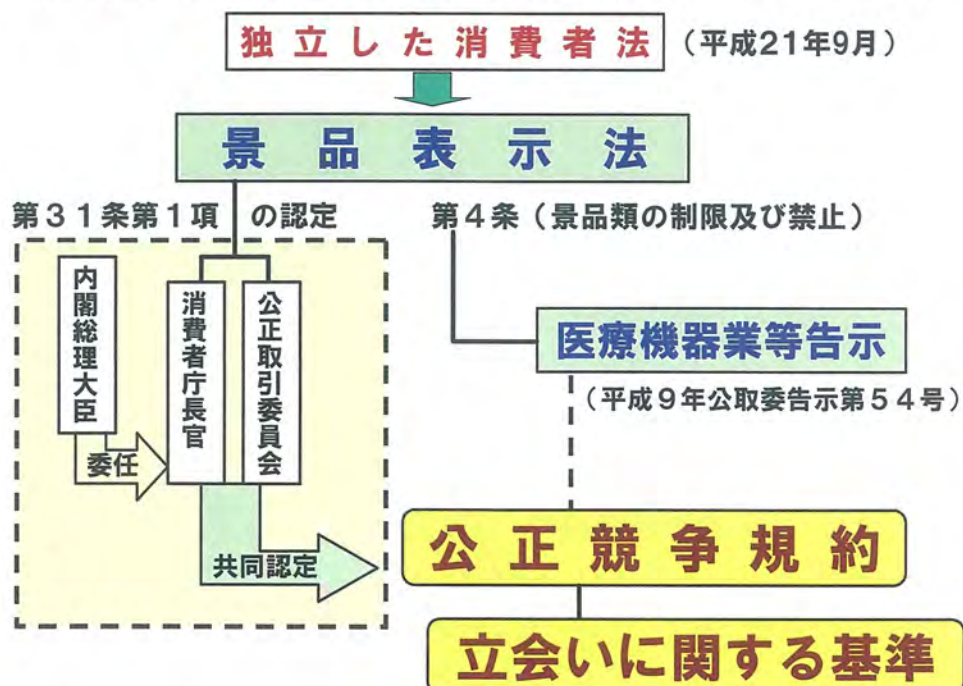 独立した消費者法 （平成21年9月）
景品表示法
第３１条第１項 の認定
第４条（景品類の制限及び禁止）
内閣総理大臣
消費者庁長官
公正取引委員会
委任
共同認定
医療機器業等告示
（平成９年公取委告示第５４号）
公正競争規約
立会いに関する基準